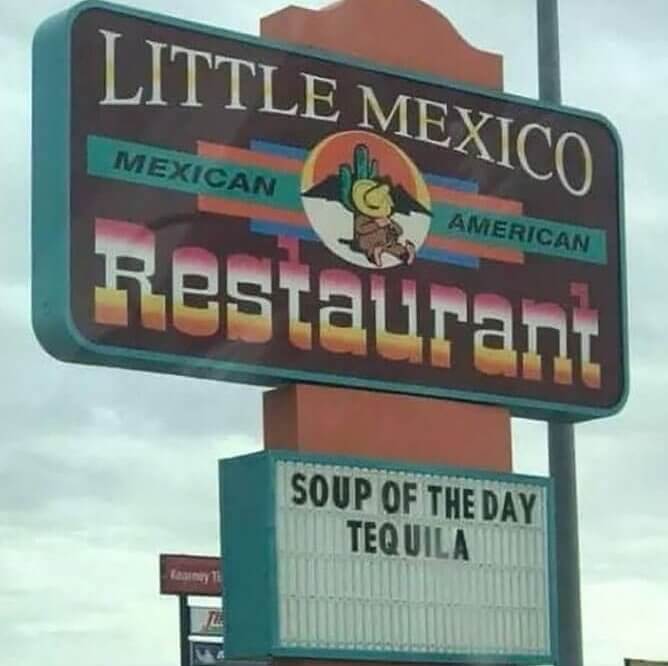 LITTLE MEXICO
MEXICAN
AMERICAN
Restaurant
SOUP OF THE DAY
TEQUILA